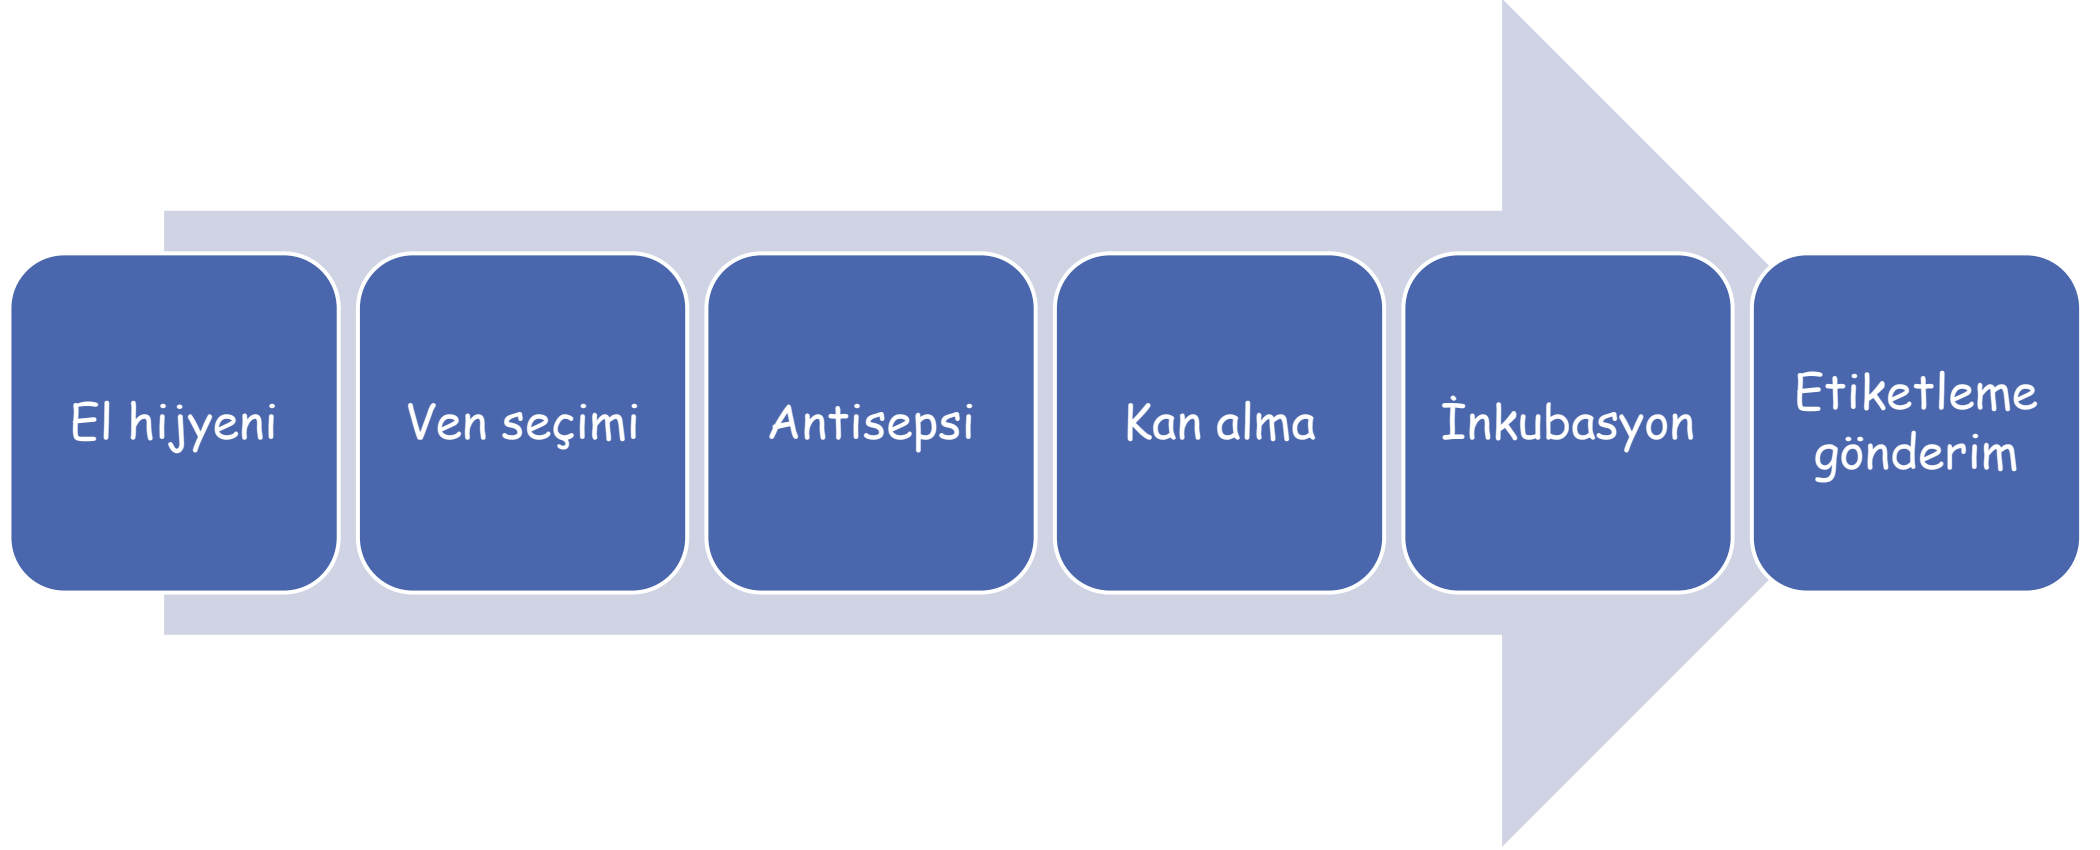 El hijyeni
Ven seçimi
Antisepsi
Kan alma
İnkubasyon
Etiketleme
gönderim